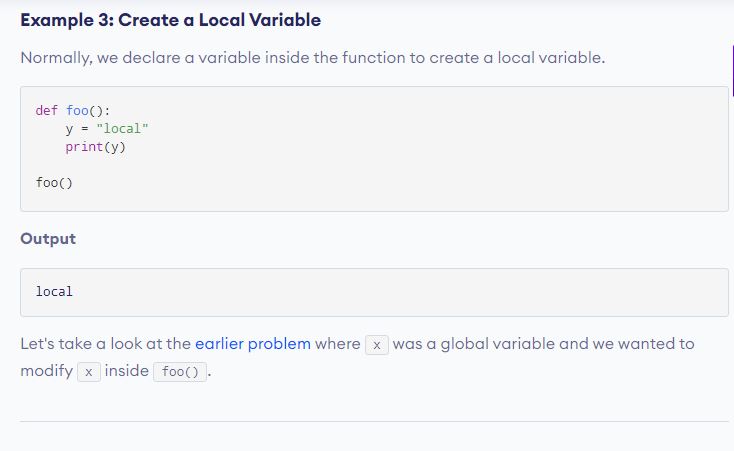 Example 3: Create a Local Variable
Normally, we declare a variable inside the function to create a local variable.
def foo():
    y = "local"
    print(y)
foo()
Output
local
Let's take a look at the earlier problem where x was a global variable and we wanted to
modify x inside foo() .